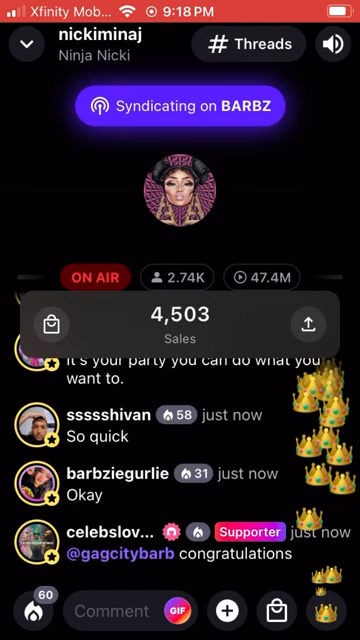 Xfinity Mob... 9:18 PM
nickiminaj
Ninja Nicki
# Threads
Syndicating on BARBZ
ON AIR 2.74K 47.4M
4,503
Sales
It's your party you can do what you
want to.
ssssshivan 58 just now
So quick
barbziegurlie 31 just now
Okay
celebslov... Supporter just now
@gagcitybarb congratulations
60
Comment GIF